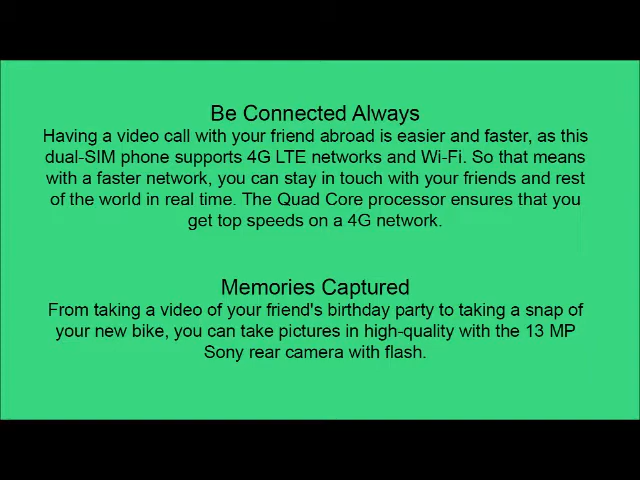 Be Connected Always
Having a video call with your friend abroad is easier and faster, as this
dual-SIM phone supports 4G LTE networks and Wi-Fi. So that means
with a faster network, you can stay in touch with your friends and rest
of the world in real time. The Quad Core processor ensures that you
get top speeds on a 4G network.
Memories Captured
From taking a video of your friend's birthday party to taking a snap of
your new bike, you can take pictures in high-quality with the 13 MP
Sony rear camera with flash.